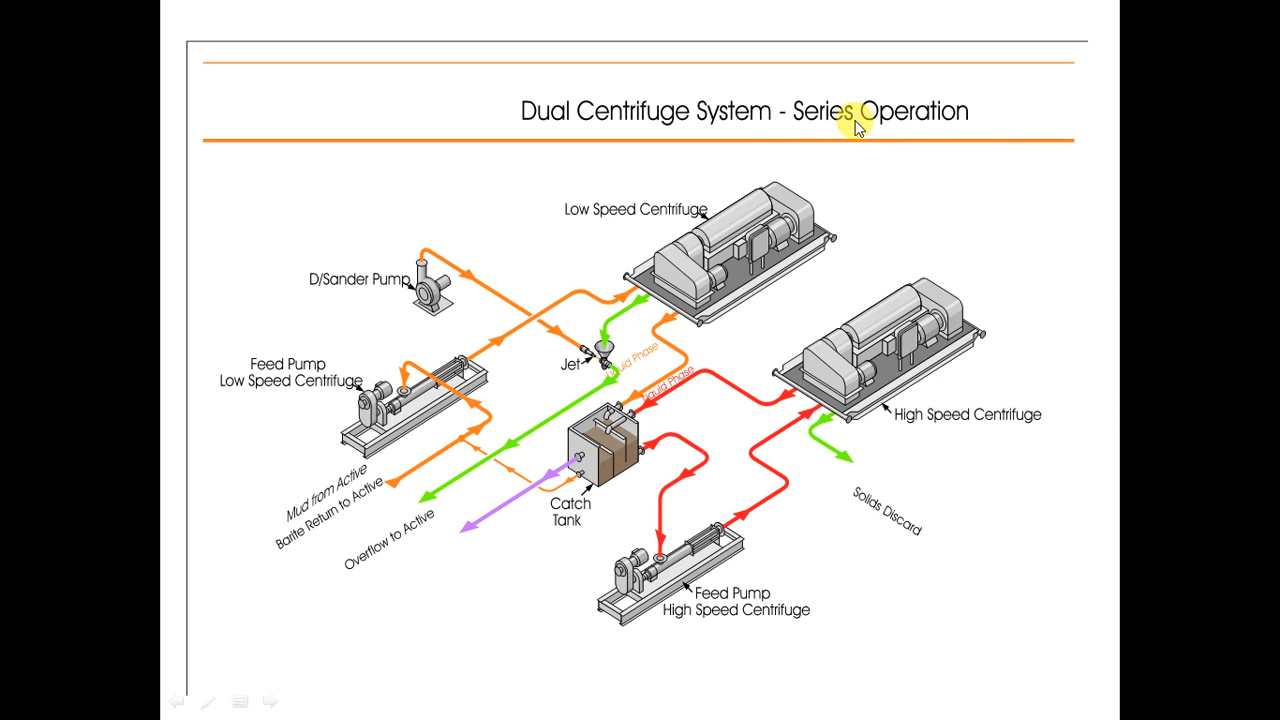 Dual Centrifuge System - Series Operation
Low Speed Centrifuge
D/Sander Pump
Jet
Liquid Phase
Liquid Phase
Feed Pump
Low Speed Centrifuge
High Speed Centrifuge
Mud from Active
Barite Return to Active
Overflow to Active
Catch
Tank
Solids Discard
Feed Pump
High Speed Centrifuge